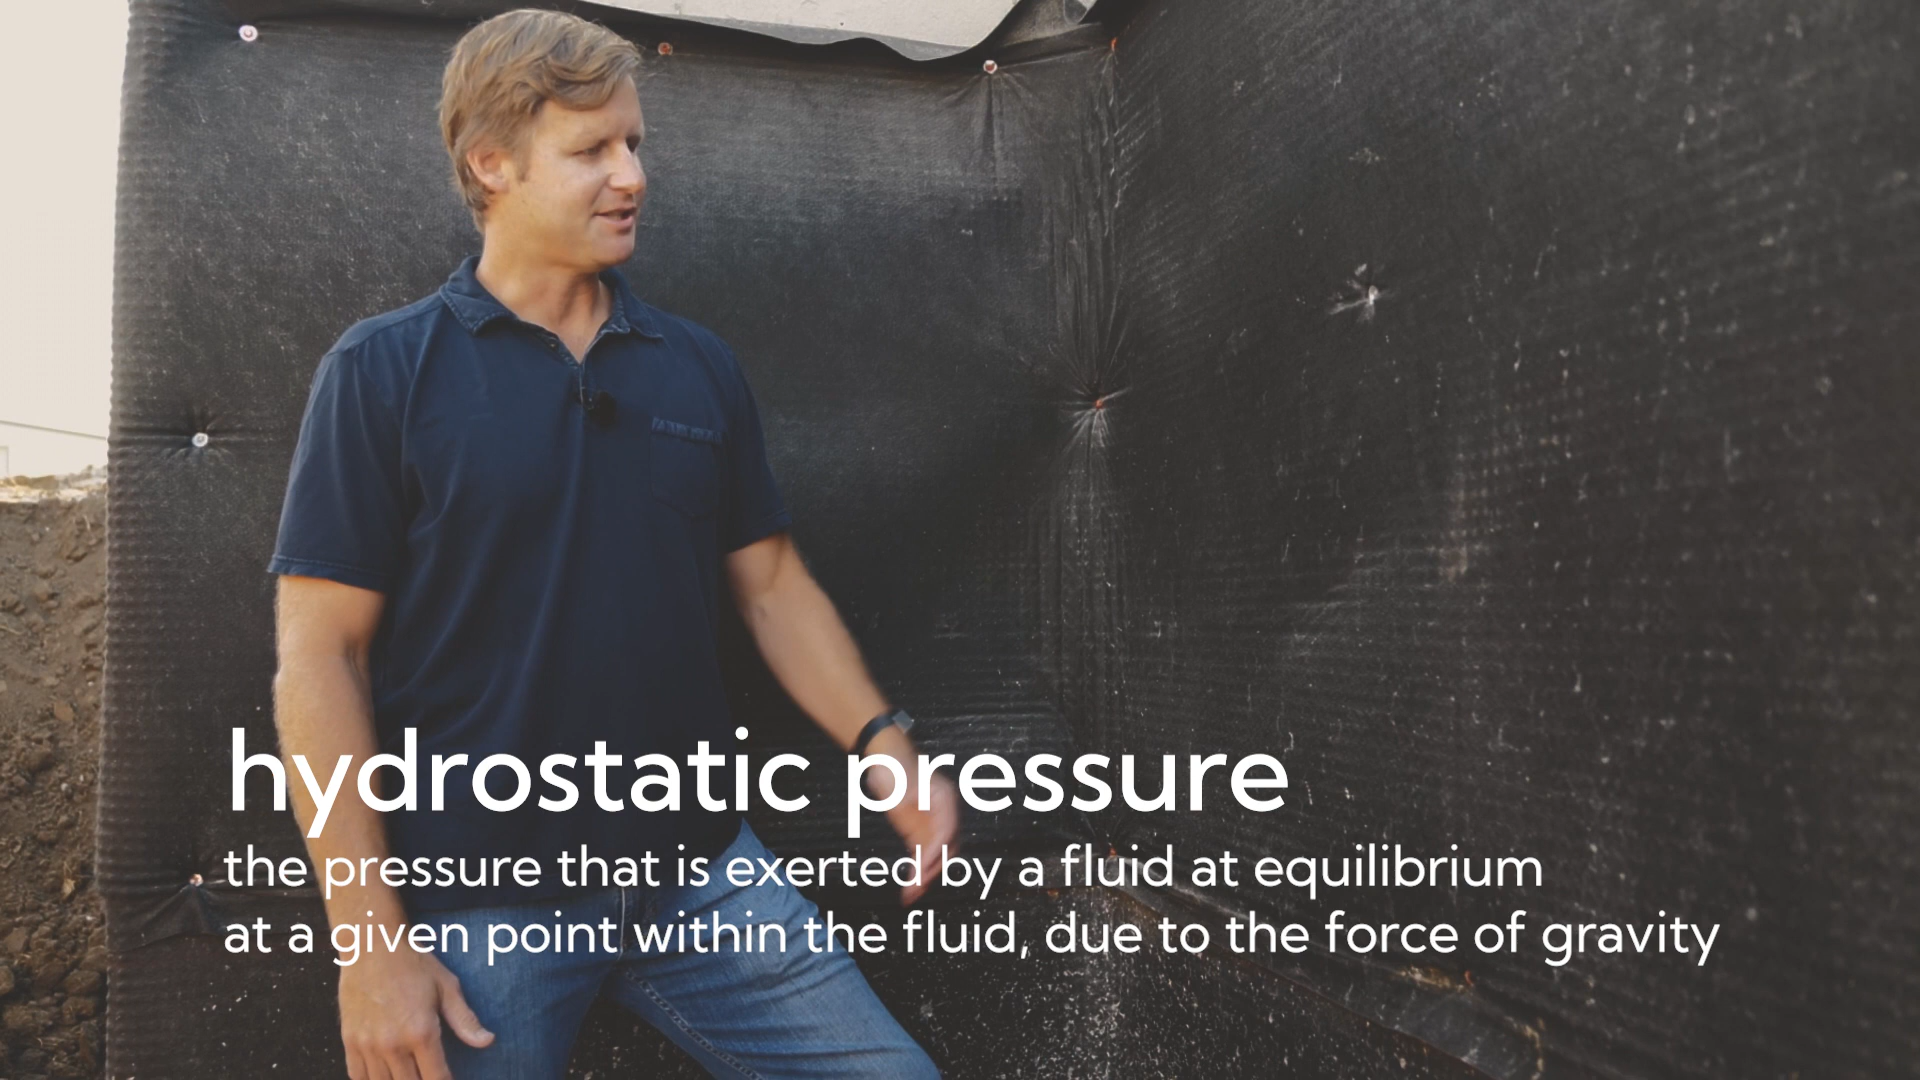 hydrostatic pressure
the pressure that is exerted by a fluid at equilibrium
at a given point within the fluid, due to the force of gravity